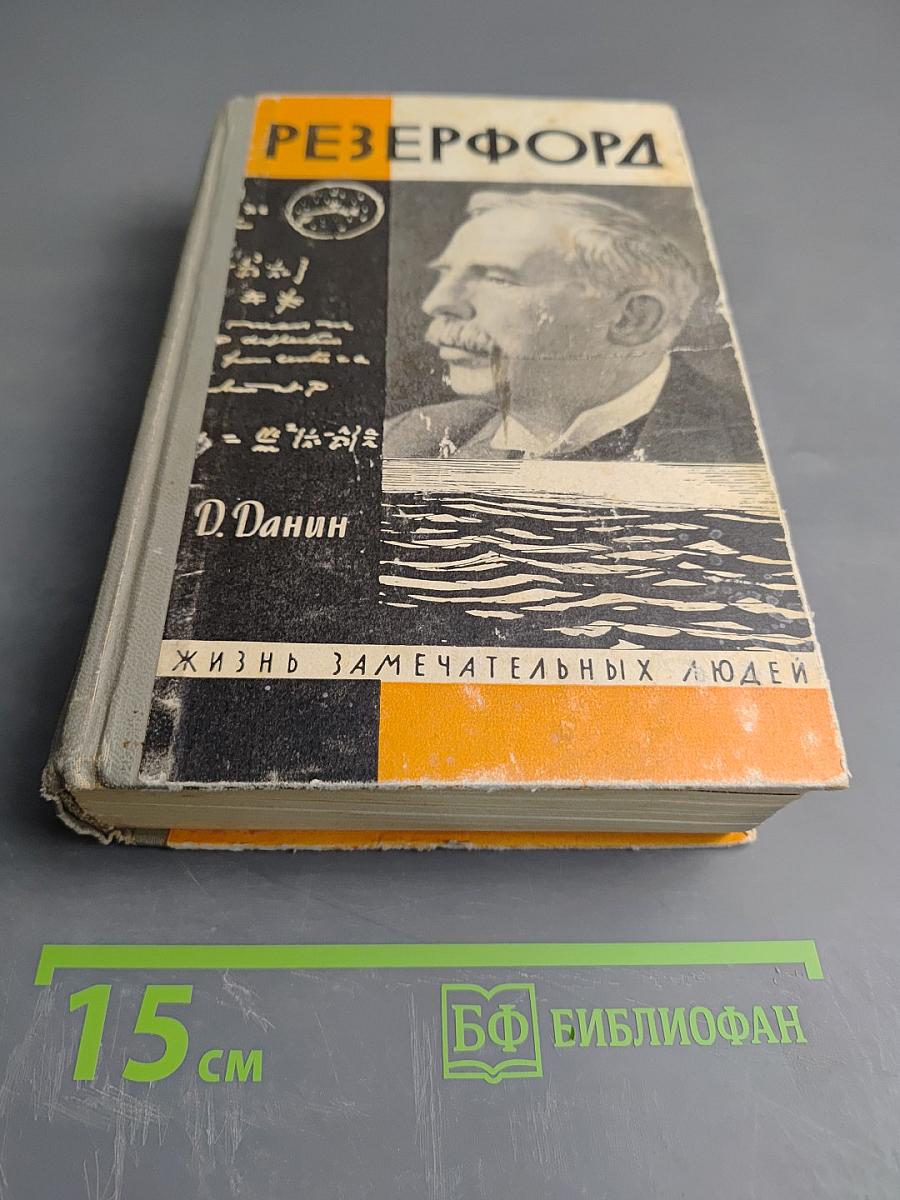 РЕЗЕРФОРД
Д. Данин
ЖИЗНЬ ЗАМЕЧАТЕЛЬНЫХ ЛЮДЕЙ
15 см
БФ БИБЛИОФАН